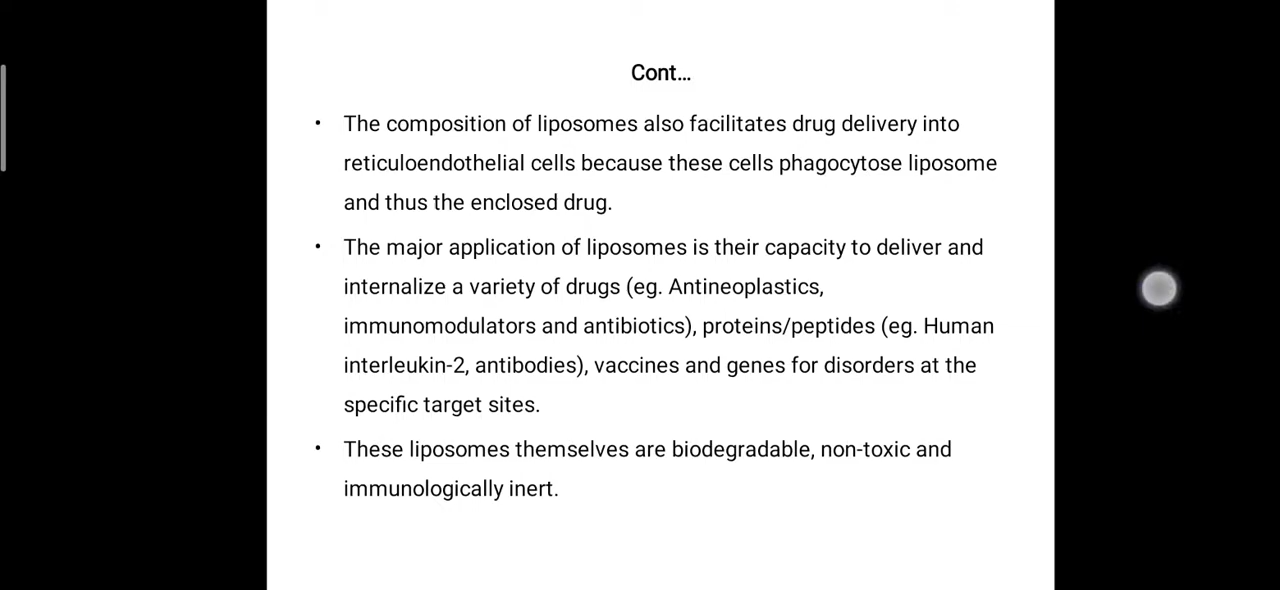 Cont...
• The composition of liposomes also facilitates drug delivery into
reticuloendothelial cells because these cells phagocytose liposome
and thus the enclosed drug.
• The major application of liposomes is their capacity to deliver and
internalize a variety of drugs (eg. Antineoplastics,
immunomodulators and antibiotics), proteins/peptides (eg. Human
interleukin-2, antibodies), vaccines and genes for disorders at the
specific target sites.
• These liposomes themselves are biodegradable, non-toxic and
immunologically inert.